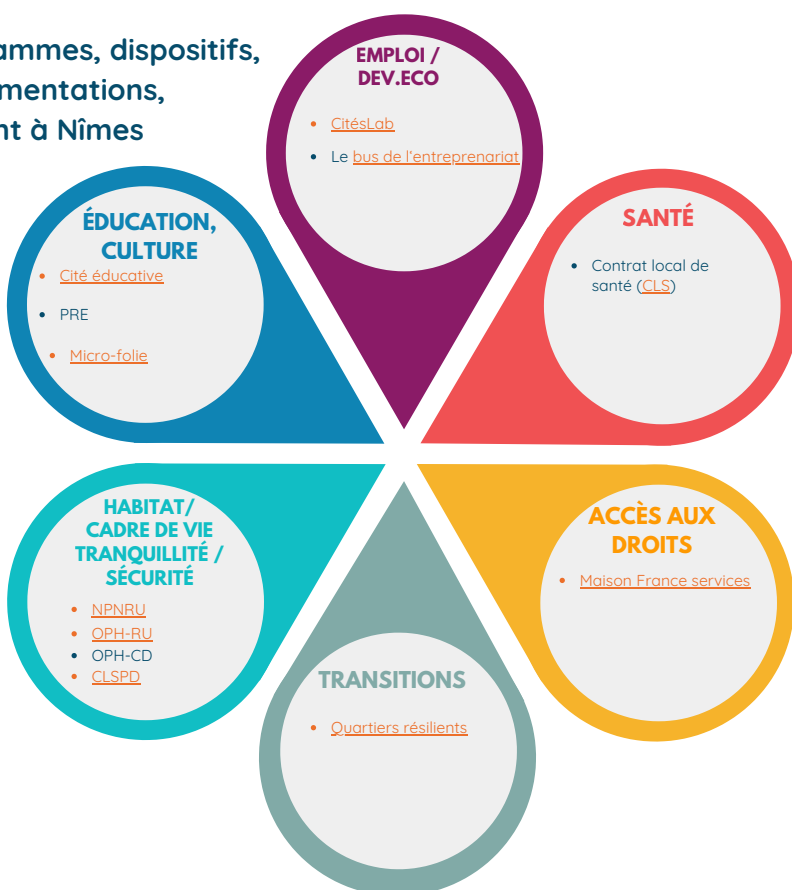 ammes, dispositifs,
mentations,
nt à Nîmes
EMPLOI /
DEV.ECO
• CitésLab
• Le bus de l'entreprenariat
ÉDUCATION,
CULTURE
• Cité éducative
• PRE
• Micro-folie
SANTÉ
• Contrat local de
santé (CLS)
HABITAT/
CADRE DE VIE
TRANQUILLITÉ /
SÉCURITÉ
• NPNRU
• OPH-RU
• OPH-CD
• CLSPD
ACCÈS AUX
DROITS
• Maison France services
TRANSITIONS
• Quartiers résilients